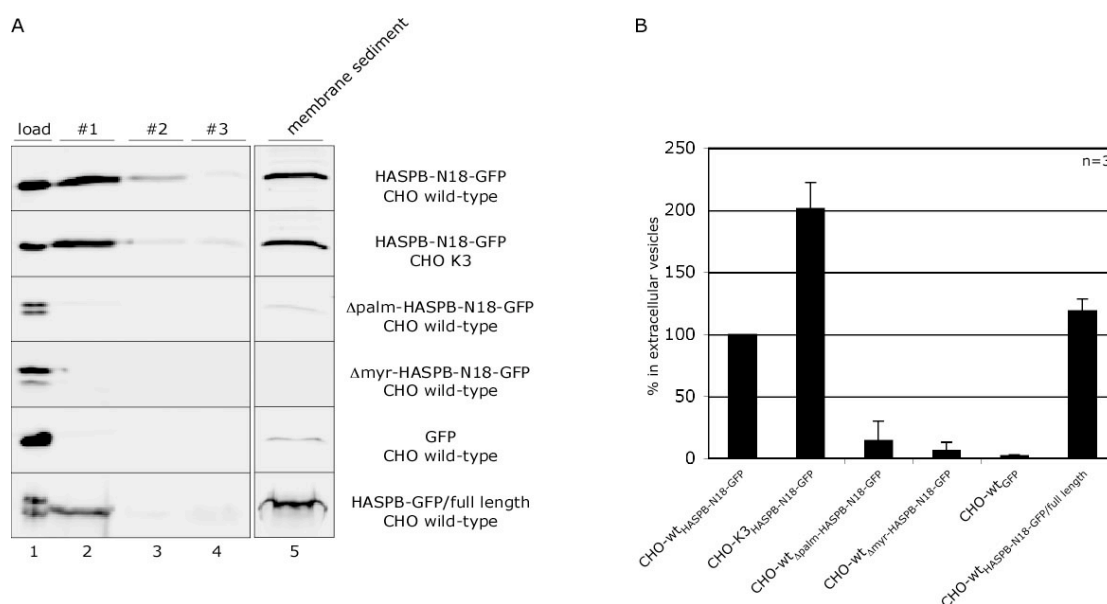 A
load
#1
#2
#3
membrane sediment
HASPB-N18-GFP
CHO wild-type
HASPB-N18-GFP
CHO K3
Δpalm-HASPB-N18-GFP
CHO wild-type
Δmyr-HASPB-N18-GFP
CHO wild-type
GFP
CHO wild-type
HASPB-GFP/full length
CHO wild-type
1 2 3 4 5
B
% in extracellular vesicles
250
200
150
100
50
0
n=3
CHO-wtHASPB-N18-GFP
CHO-K3HASPB-N18-GFP
CHO-wtΔpalm-HASPB-N18-GFP
CHO-wtΔmyr-HASPB-N18-GFP
CHO-wtGFP
CHO-wtHASPB-N18-GFP/full length